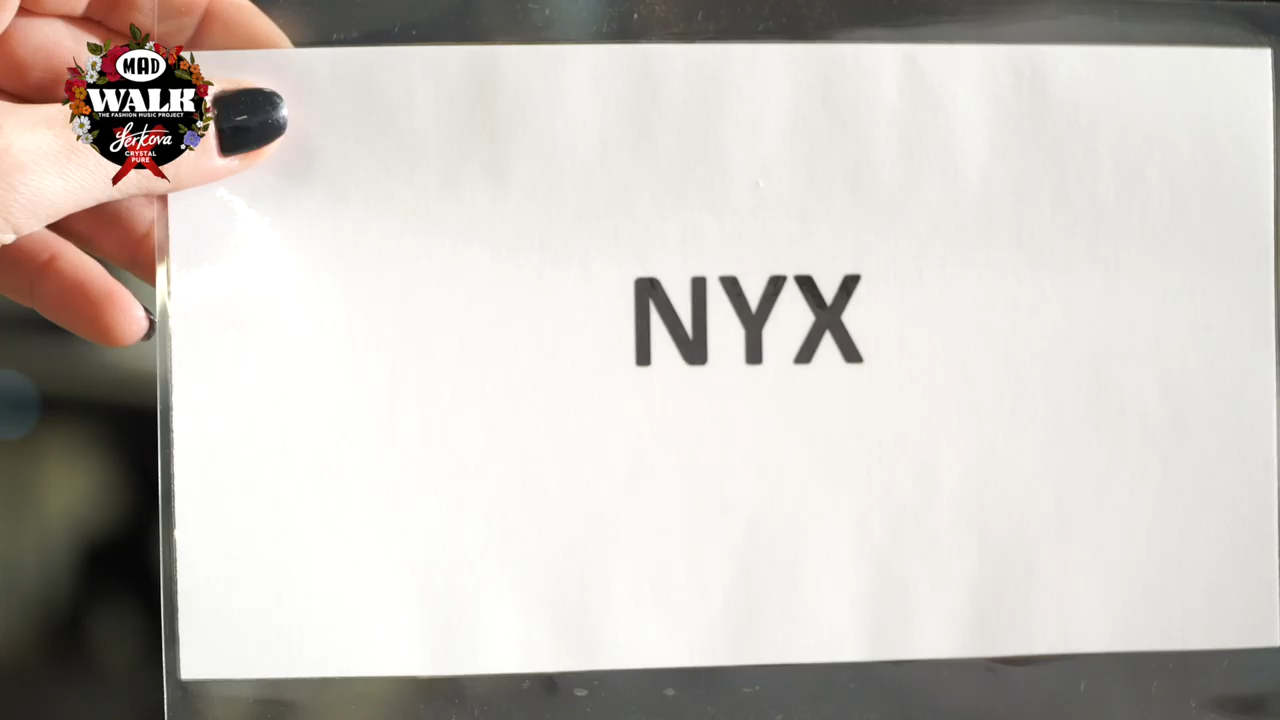 MAD
WALK
THE FASHION MUSIC PROJECT
Serkova
CRYSTAL
PURE
NYX